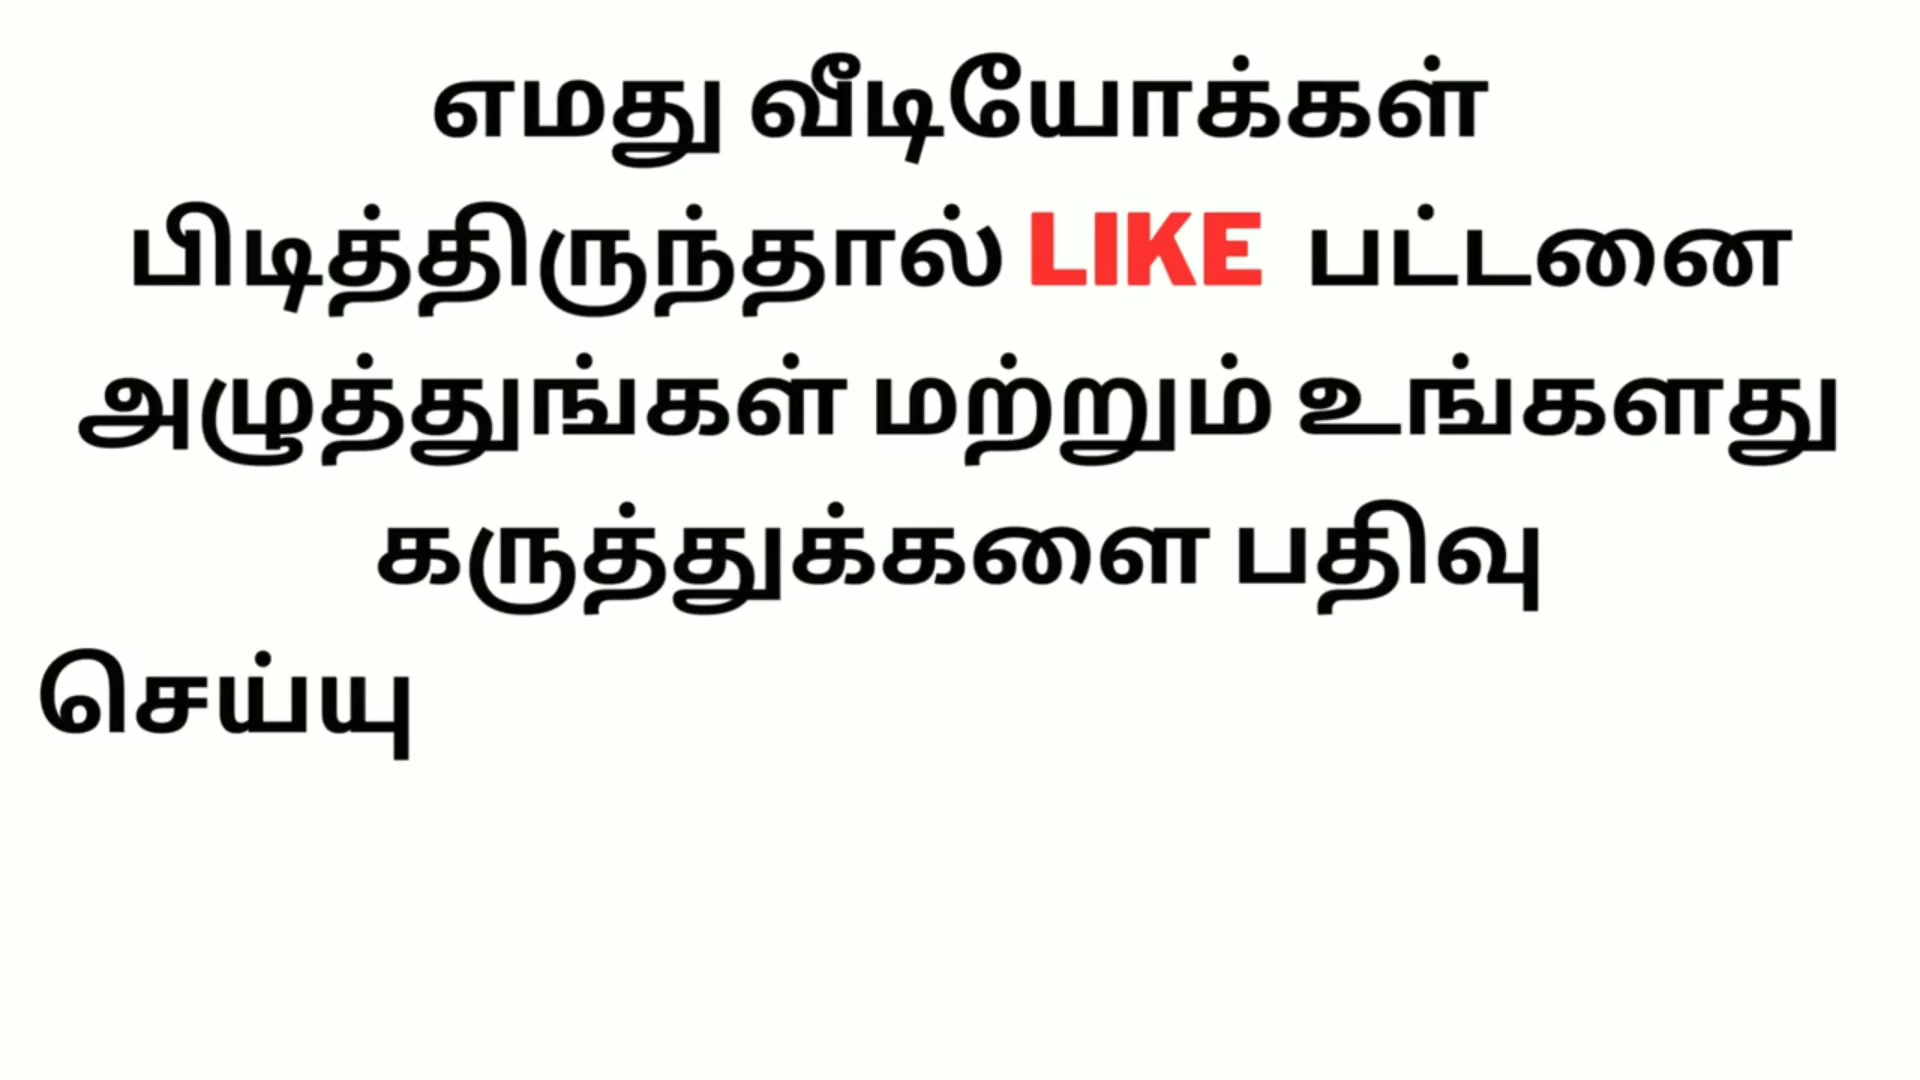 எமது வீடியோக்கள்
பிடித்திருந்தால் LIKE பட்டனை
அழுத்துங்கள் மற்றும் உங்களது
கருத்துக்களை பதிவு
செய்யு